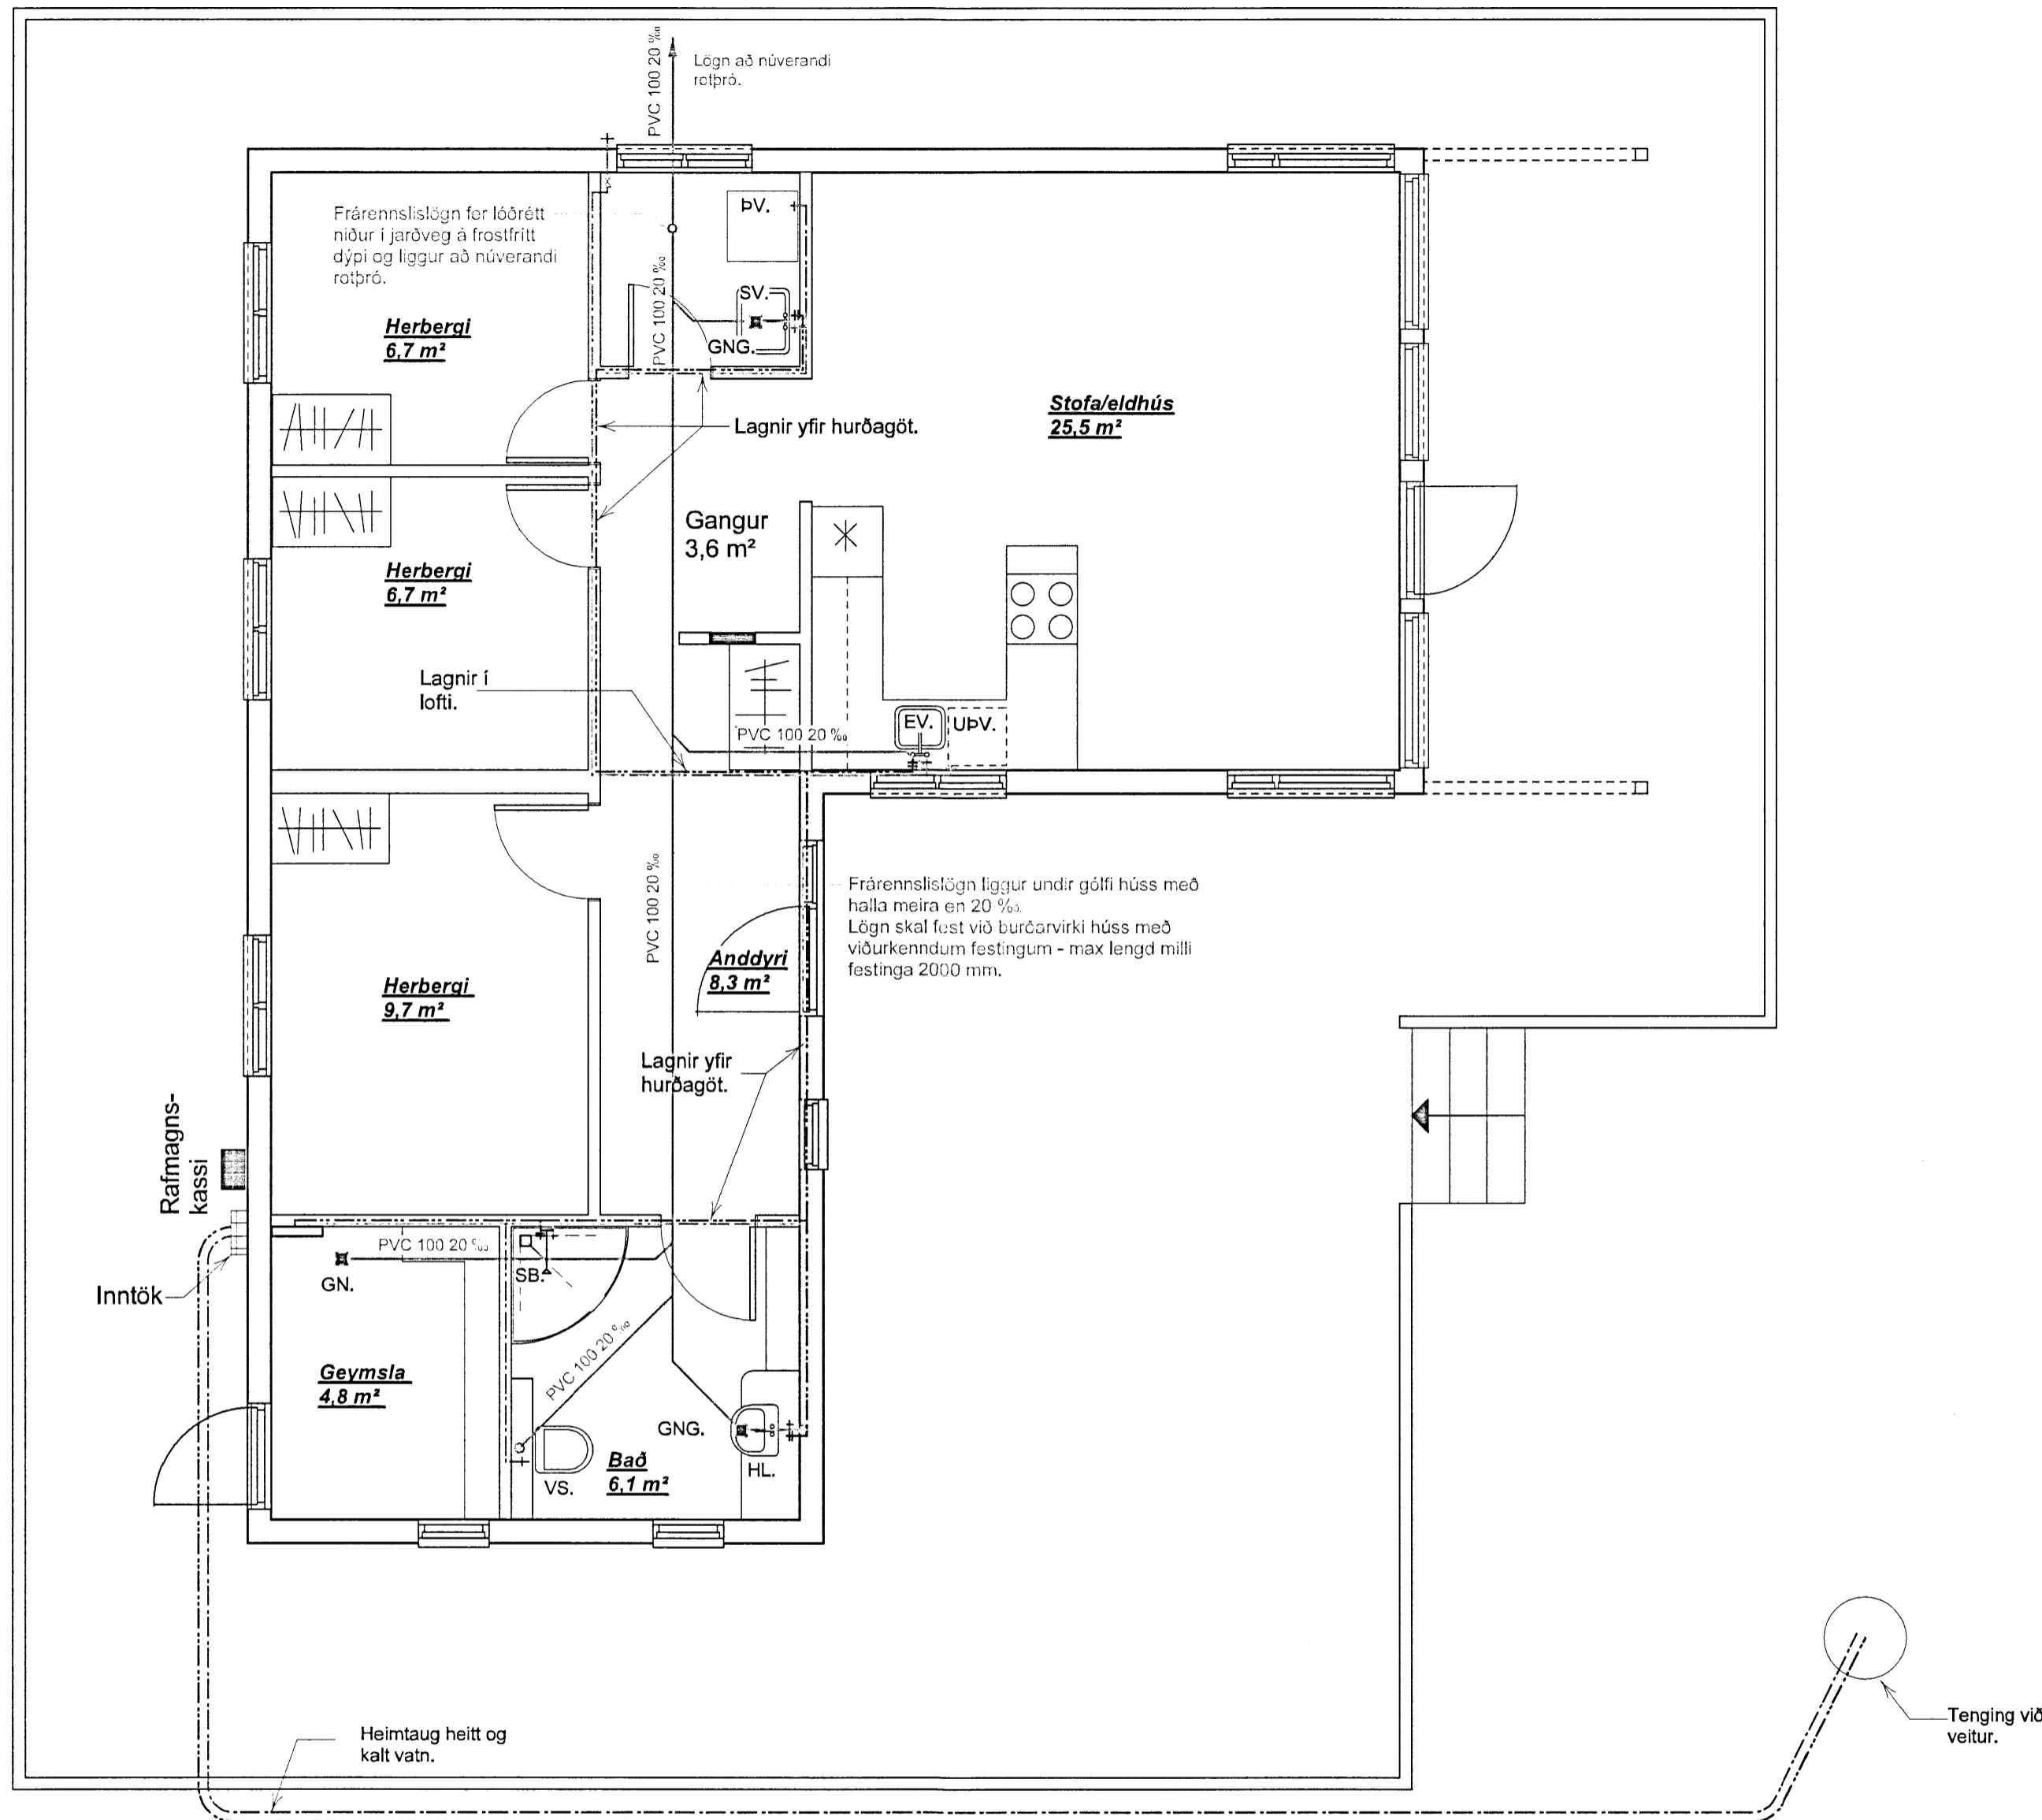 PVC 100 20 ‰
Lögn að núverandi
rotþró.
Frárennslislögn fer lóðrétt
niður í jarðveg á frostfrítt
dýpi og liggur að núverandi
rotþró.
ÞV.
PVC 100 20 ‰
SV.
GNG.
Herbergi
6,7 m²
Stofa/eldhús
25,5 m²
Lagnir yfir hurðagöt.
Gangur
3,6 m²
Herbergi
6,7 m²
Lagnir í
lofti.
EV.
UÞV.
PVC 100 20 ‰
PVC 100 20 ‰
Frárennslislögn liggur undir gólfi húss með
halla meira en 20 ‰.
Lögn skal fest við burðarvirki húss með
viðurkenndum festingum - max lengd milli
festinga 2000 mm.
Anddyri
8,3 m²
Herbergi
9,7 m²
Lagnir yfir
hurðagöt.
Rafmagns-
kassi
PVC 100 20 ‰
GN.
SB.
Inntök
PVC 100 20 ‰
Geymsla
4,8 m²
GNG.
Bað
6,1 m²
HL.
VS.
Heimtaug heitt og
kalt vatn.
Tenging við
veitur.